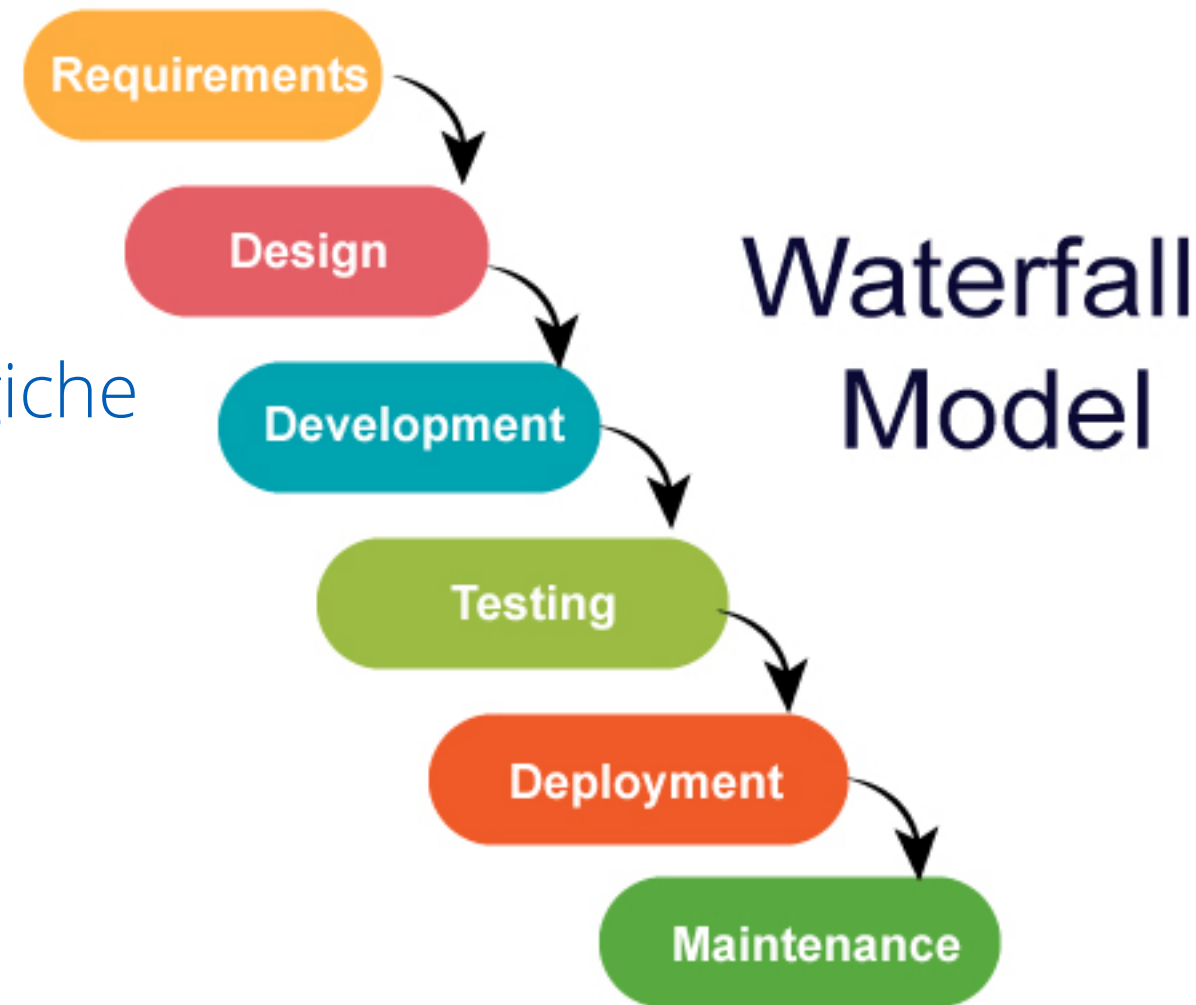 Requirements
Design
Waterfall
Model
Development
Testing
Deployment
Maintenance